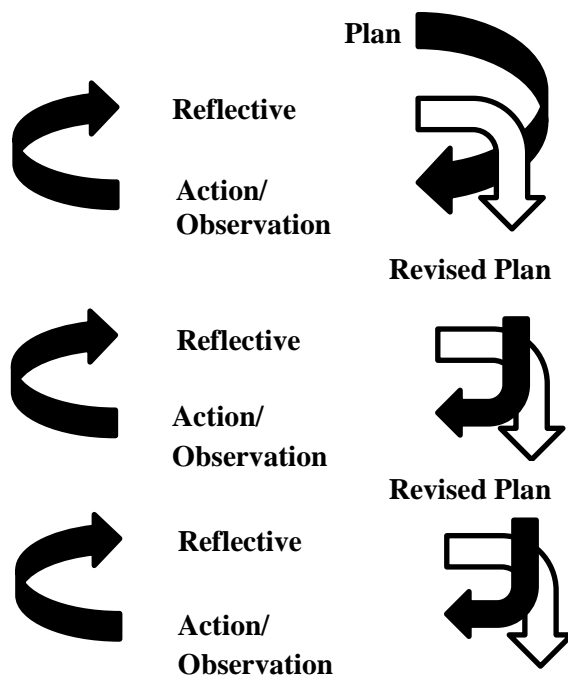 Plan
Reflective
Action/
Observation
Revised Plan
Reflective
Action/
Observation
Revised Plan
Reflective
Action/
Observation